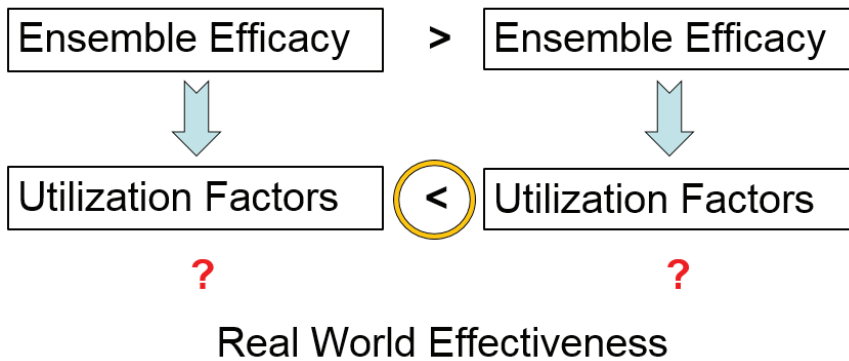 Ensemble Efficacy > Ensemble Efficacy
Utilization Factors < Utilization Factors
? ?
Real World Effectiveness